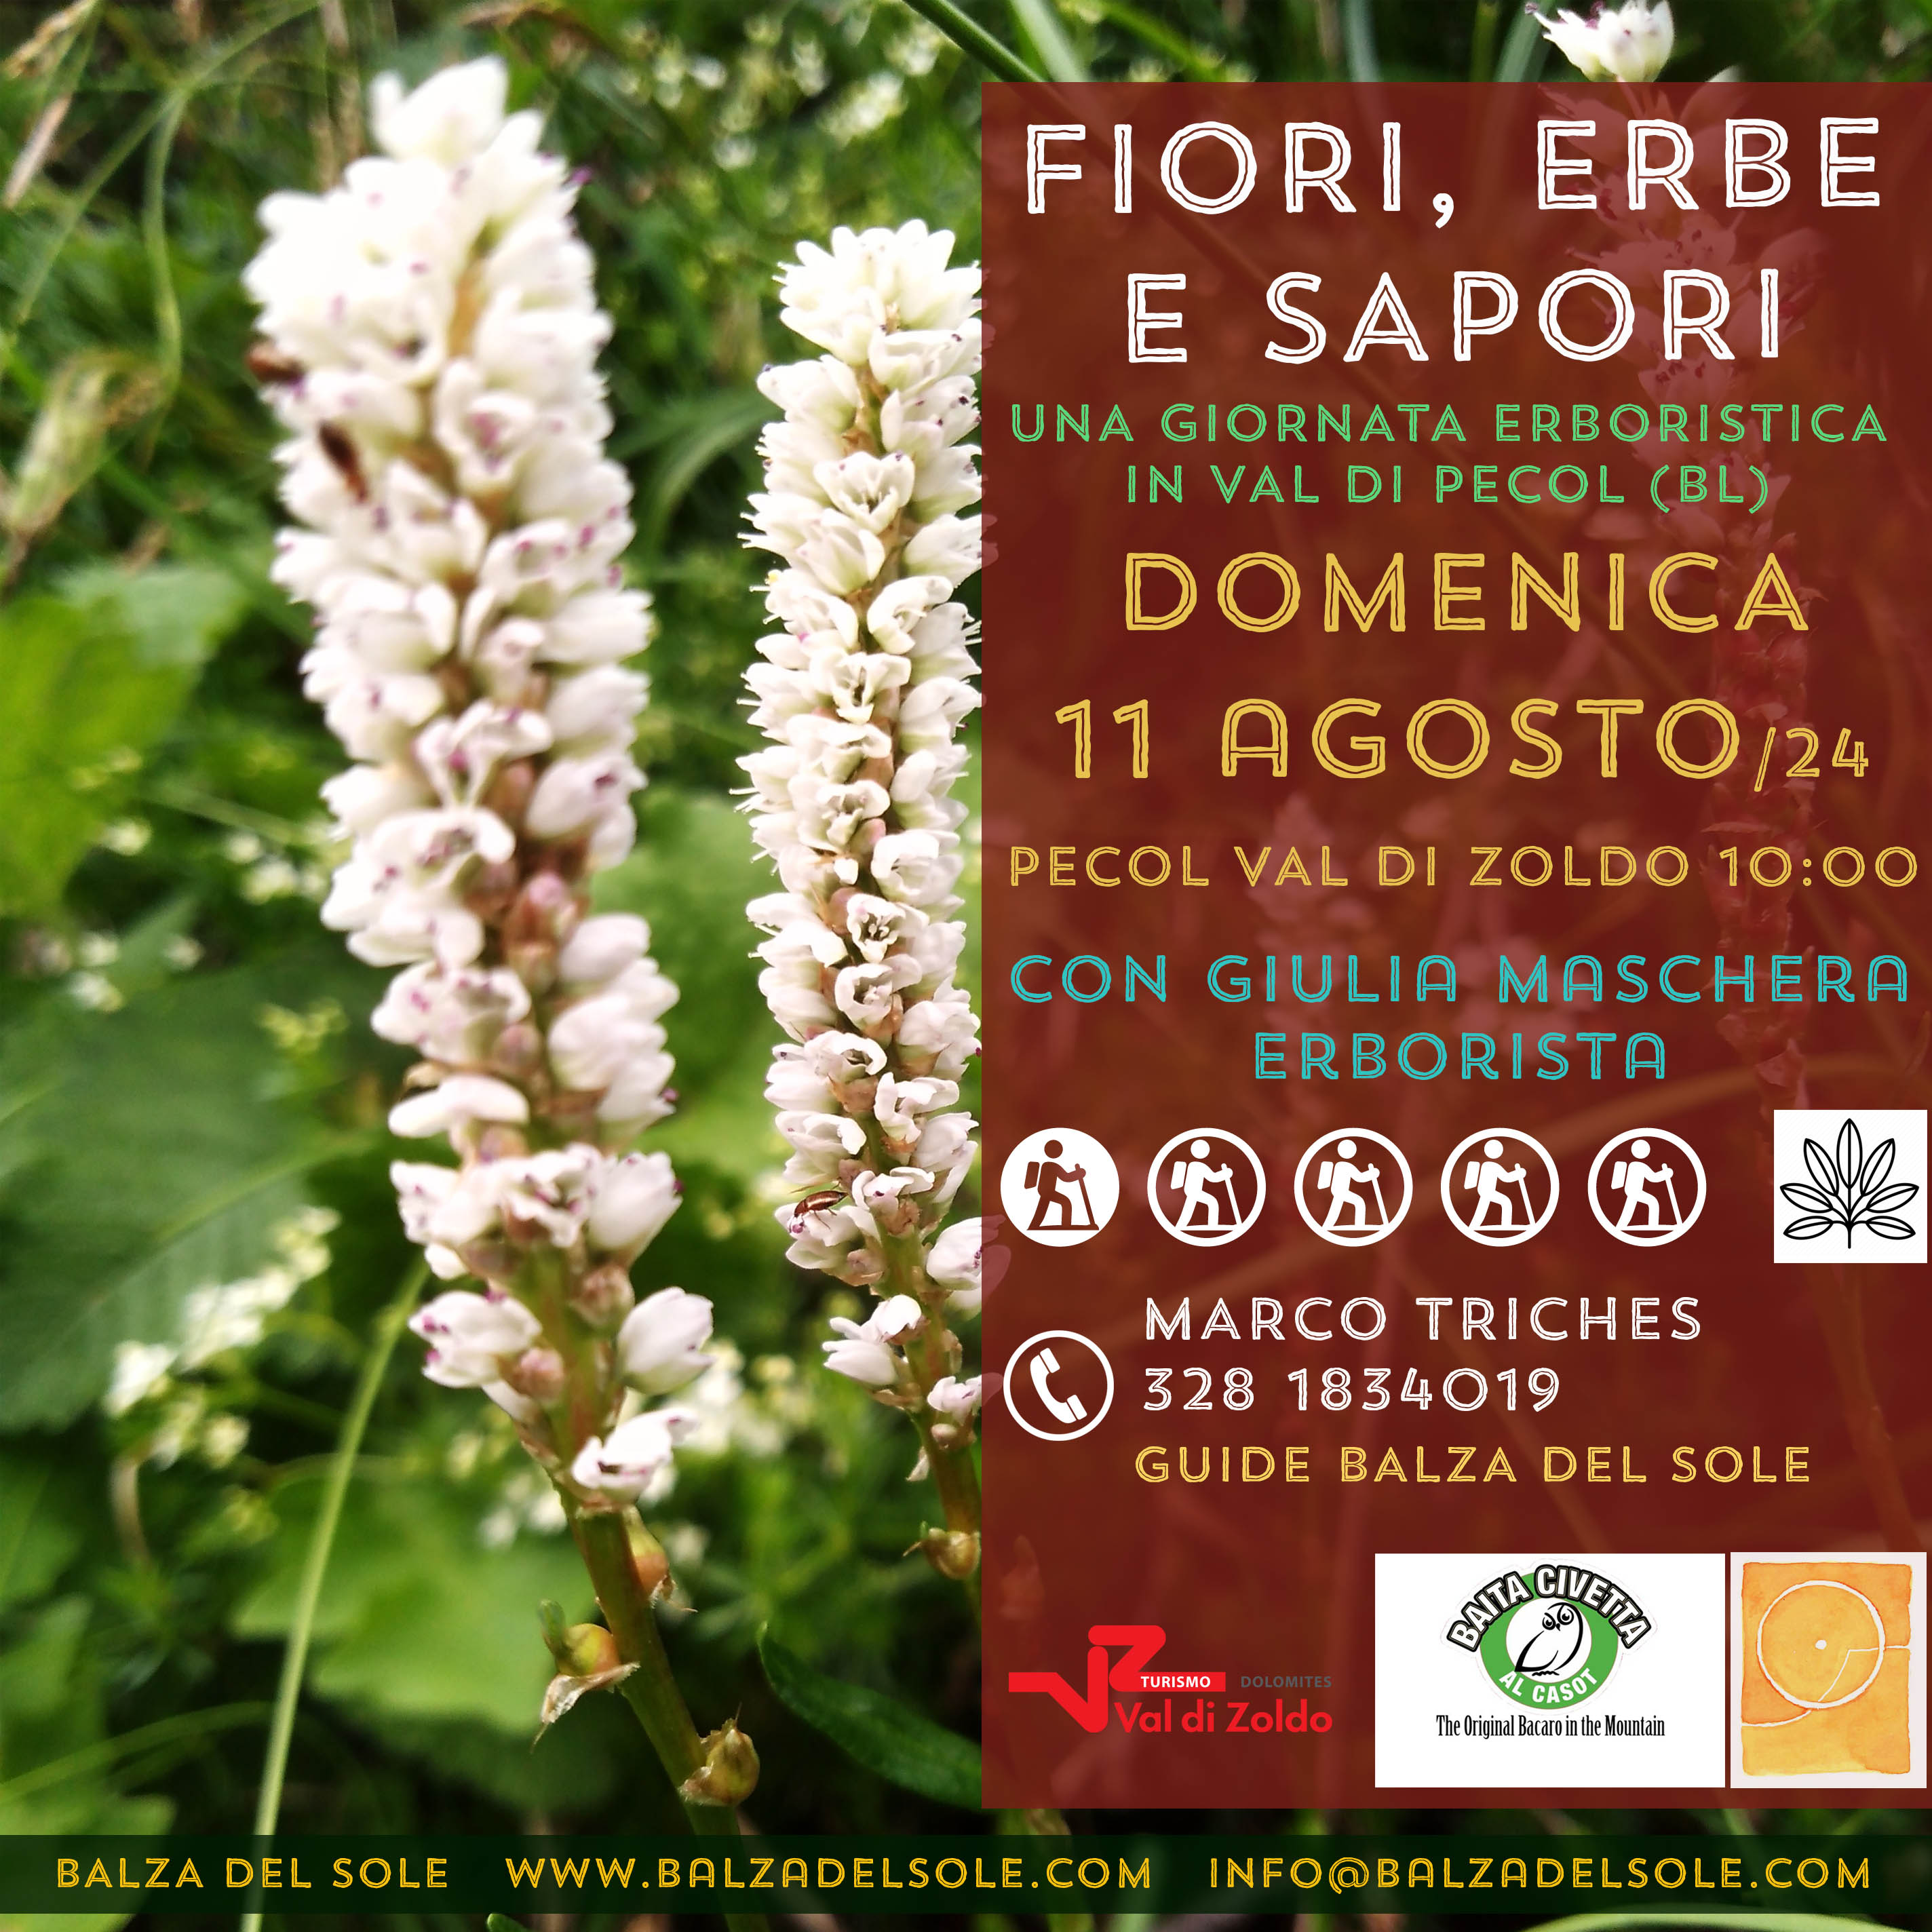 FIORI, ERBE
E SAPORI
UNA GIORNATA ERBORISTICA
IN VAL DI PECOL (BL)
DOMENICA
11 AGOSTO/24
PECOL VAL DI ZOLDO 10:00
CON GIULIA MASCHERA
ERBORISTA
MARCO TRICHES
328 1834019
GUIDE BALZA DEL SOLE
TURISMO DOLOMITES
Val di Zoldo
BAITA CIVETTA
AL CASOT
The Original Bacaro in the Mountain
BALZA DEL SOLE WWW.BALZADELSOLE.COM INFO@BALZADELSOLE.COM